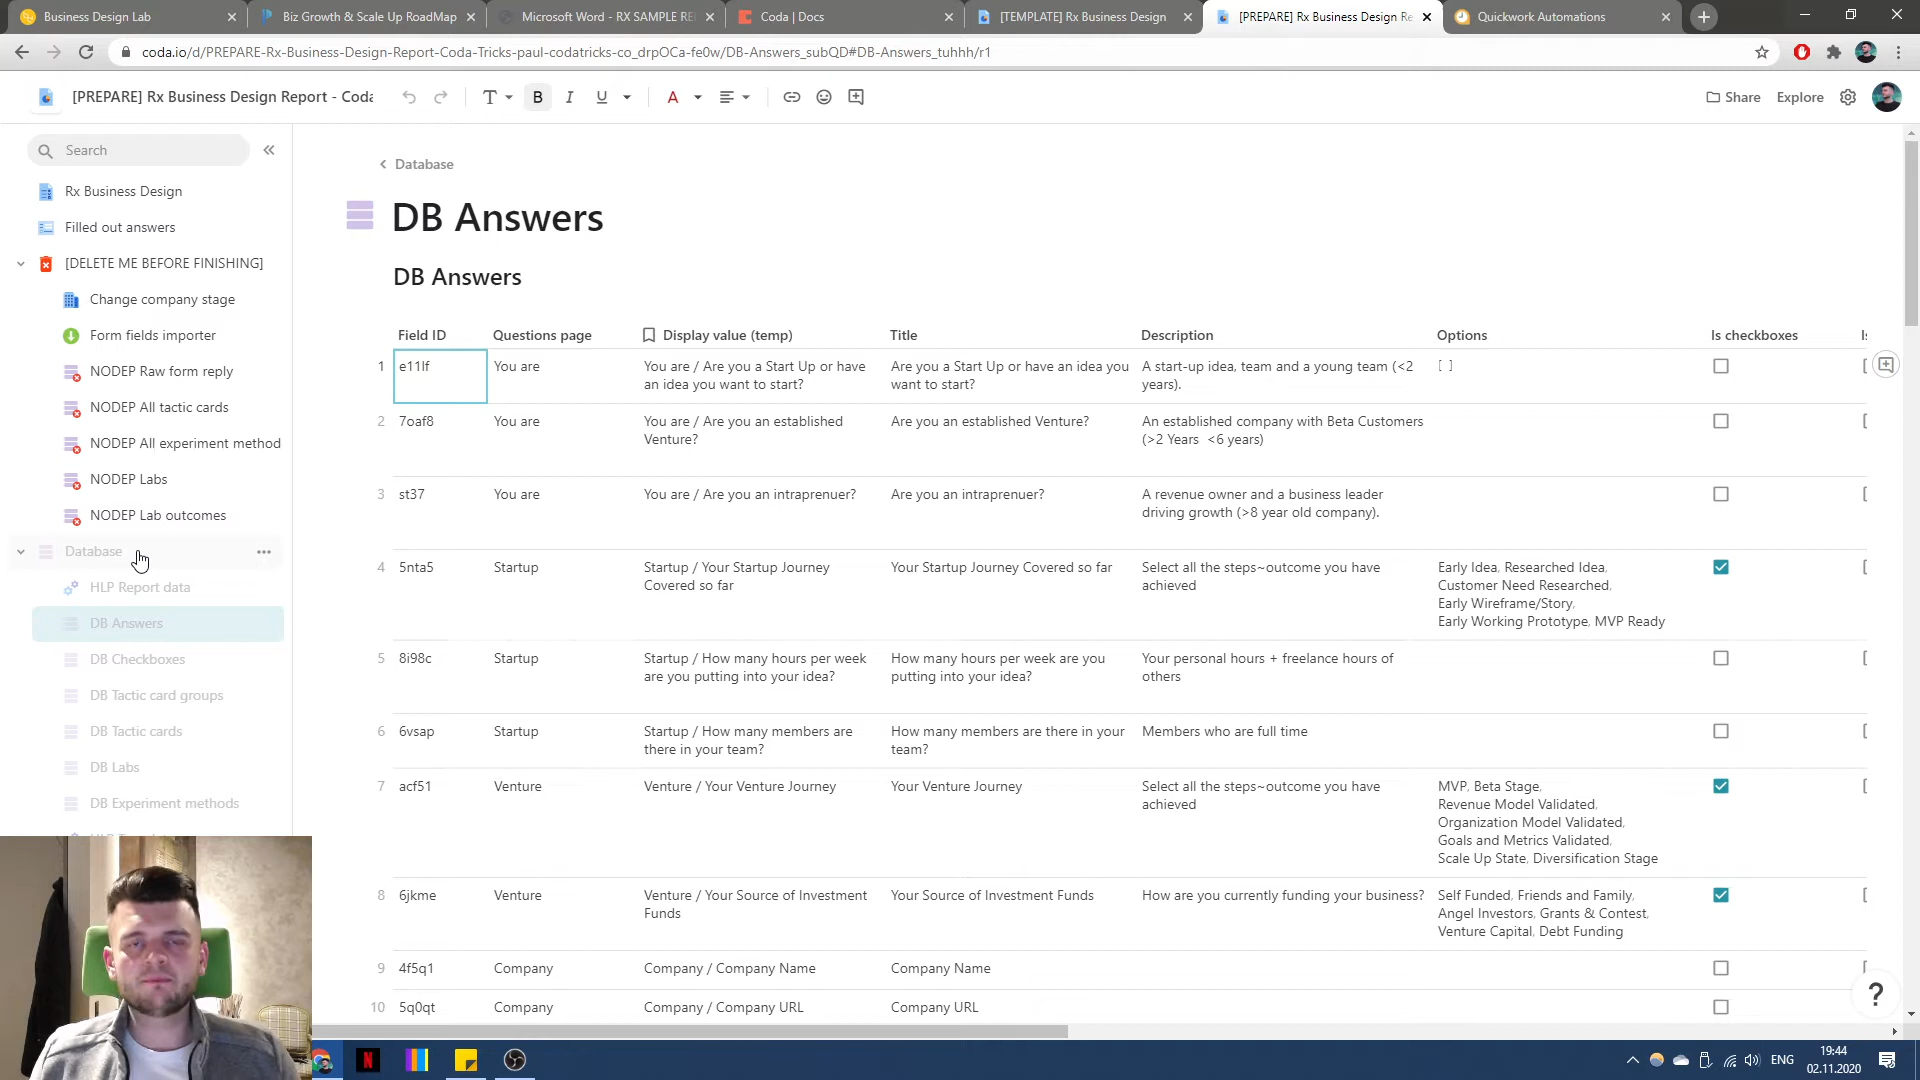 Business Design Lab
Biz Growth & Scale Up RoadMap
Microsoft Word - RX SAMPLE RE
Coda | Docs
[TEMPLATE] Rx Business Design
[PREPARE] Rx Business Design Re
Quickwork Automations
coda.io/d/PREPARE-Rx-Business-Design-Report-Coda-Tricks-paul-codatricks-co_drpOCa-fe0w/DB-Answers_subQD#DB-Answers_tuhhh/r1
[PREPARE] Rx Business Design Report - Coda
T
B
I
U
A
Share
Explore
Search
Rx Business Design
Filled out answers
[DELETE ME BEFORE FINISHING]
Change company stage
Form fields importer
NODEP Raw form reply
NODEP All tactic cards
NODEP All experiment method
NODEP Labs
NODEP Lab outcomes
Database
HLP Report data
DB Answers
DB Checkboxes
DB Tactic card groups
DB Tactic cards
DB Labs
DB Experiment methods
Database
DB Answers
DB Answers
Field ID Questions page Display value (temp) Title Description Options Is checkboxes Is
1 e11lf You are You are / Are you a Start Up or have Are you a Start Up or have an idea you A start-up idea, team and a young team (<2 [ ]
an idea you want to start? want to start? years).
2 7oaf8 You are You are / Are you an established Are you an established Venture? An established company with Beta Customers
Venture? (>2 Years <6 years)
3 st37 You are You are / Are you an intraprenuer? Are you an intraprenuer? A revenue owner and a business leader
driving growth (>8 year old company).
4 5nta5 Startup Startup / Your Startup Journey Your Startup Journey Covered so far Select all the steps~outcome you have Early Idea, Researched Idea,
Covered so far achieved Customer Need Researched,
Early Wireframe/Story,
Early Working Prototype, MVP Ready
5 8i98c Startup Startup / How many hours per week How many hours per week are you Your personal hours + freelance hours of
are you putting into your idea? putting into your idea? others
6 6vsap Startup Startup / How many members are How many members are there in your Members who are full time
there in your team? team?
7 acf51 Venture Venture / Your Venture Journey Your Venture Journey Select all the steps~outcome you have MVP, Beta Stage,
achieved Revenue Model Validated,
Organization Model Validated,
Goals and Metrics Validated,
Scale Up State, Diversification Stage
8 6jkme Venture Venture / Your Source of Investment Your Source of Investment Funds How are you currently funding your business? Self Funded, Friends and Family,
Funds Angel Investors, Grants & Contest,
Venture Capital, Debt Funding
9 4f5q1 Company Company / Company Name Company Name
10 5q0qt Company Company / Company URL Company URL
?
N
ENG
19:44
02.11.2020